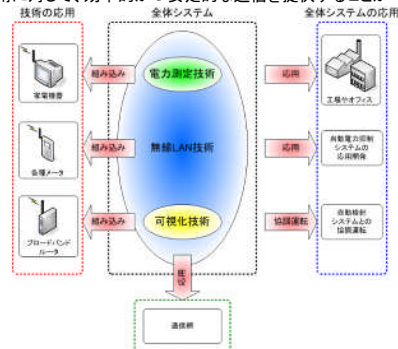 技術の応用
全体システム
全体システムの応用
組み込み
電力測定技術
応用
家電機器
工場やオフィス
組み込み
無線LAN技術
応用
各種メータ
自動電力抑制
システムの
応用開発
組み込み
可視化技術
協調運転
ブロードバンド
ルータ
自動検針
システムとの
協調運転
通信網